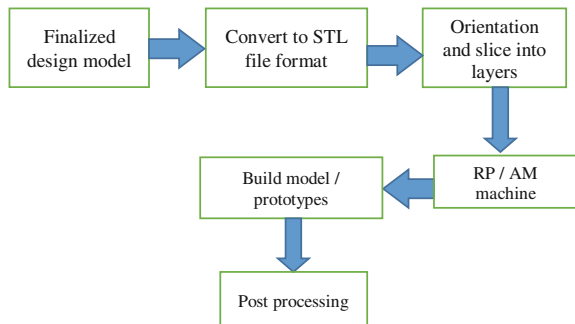 Finalized
design model
Convert to STL
file format
Orientation
and slice into
layers
RP / AM
machine
Build model /
prototypes
Post processing